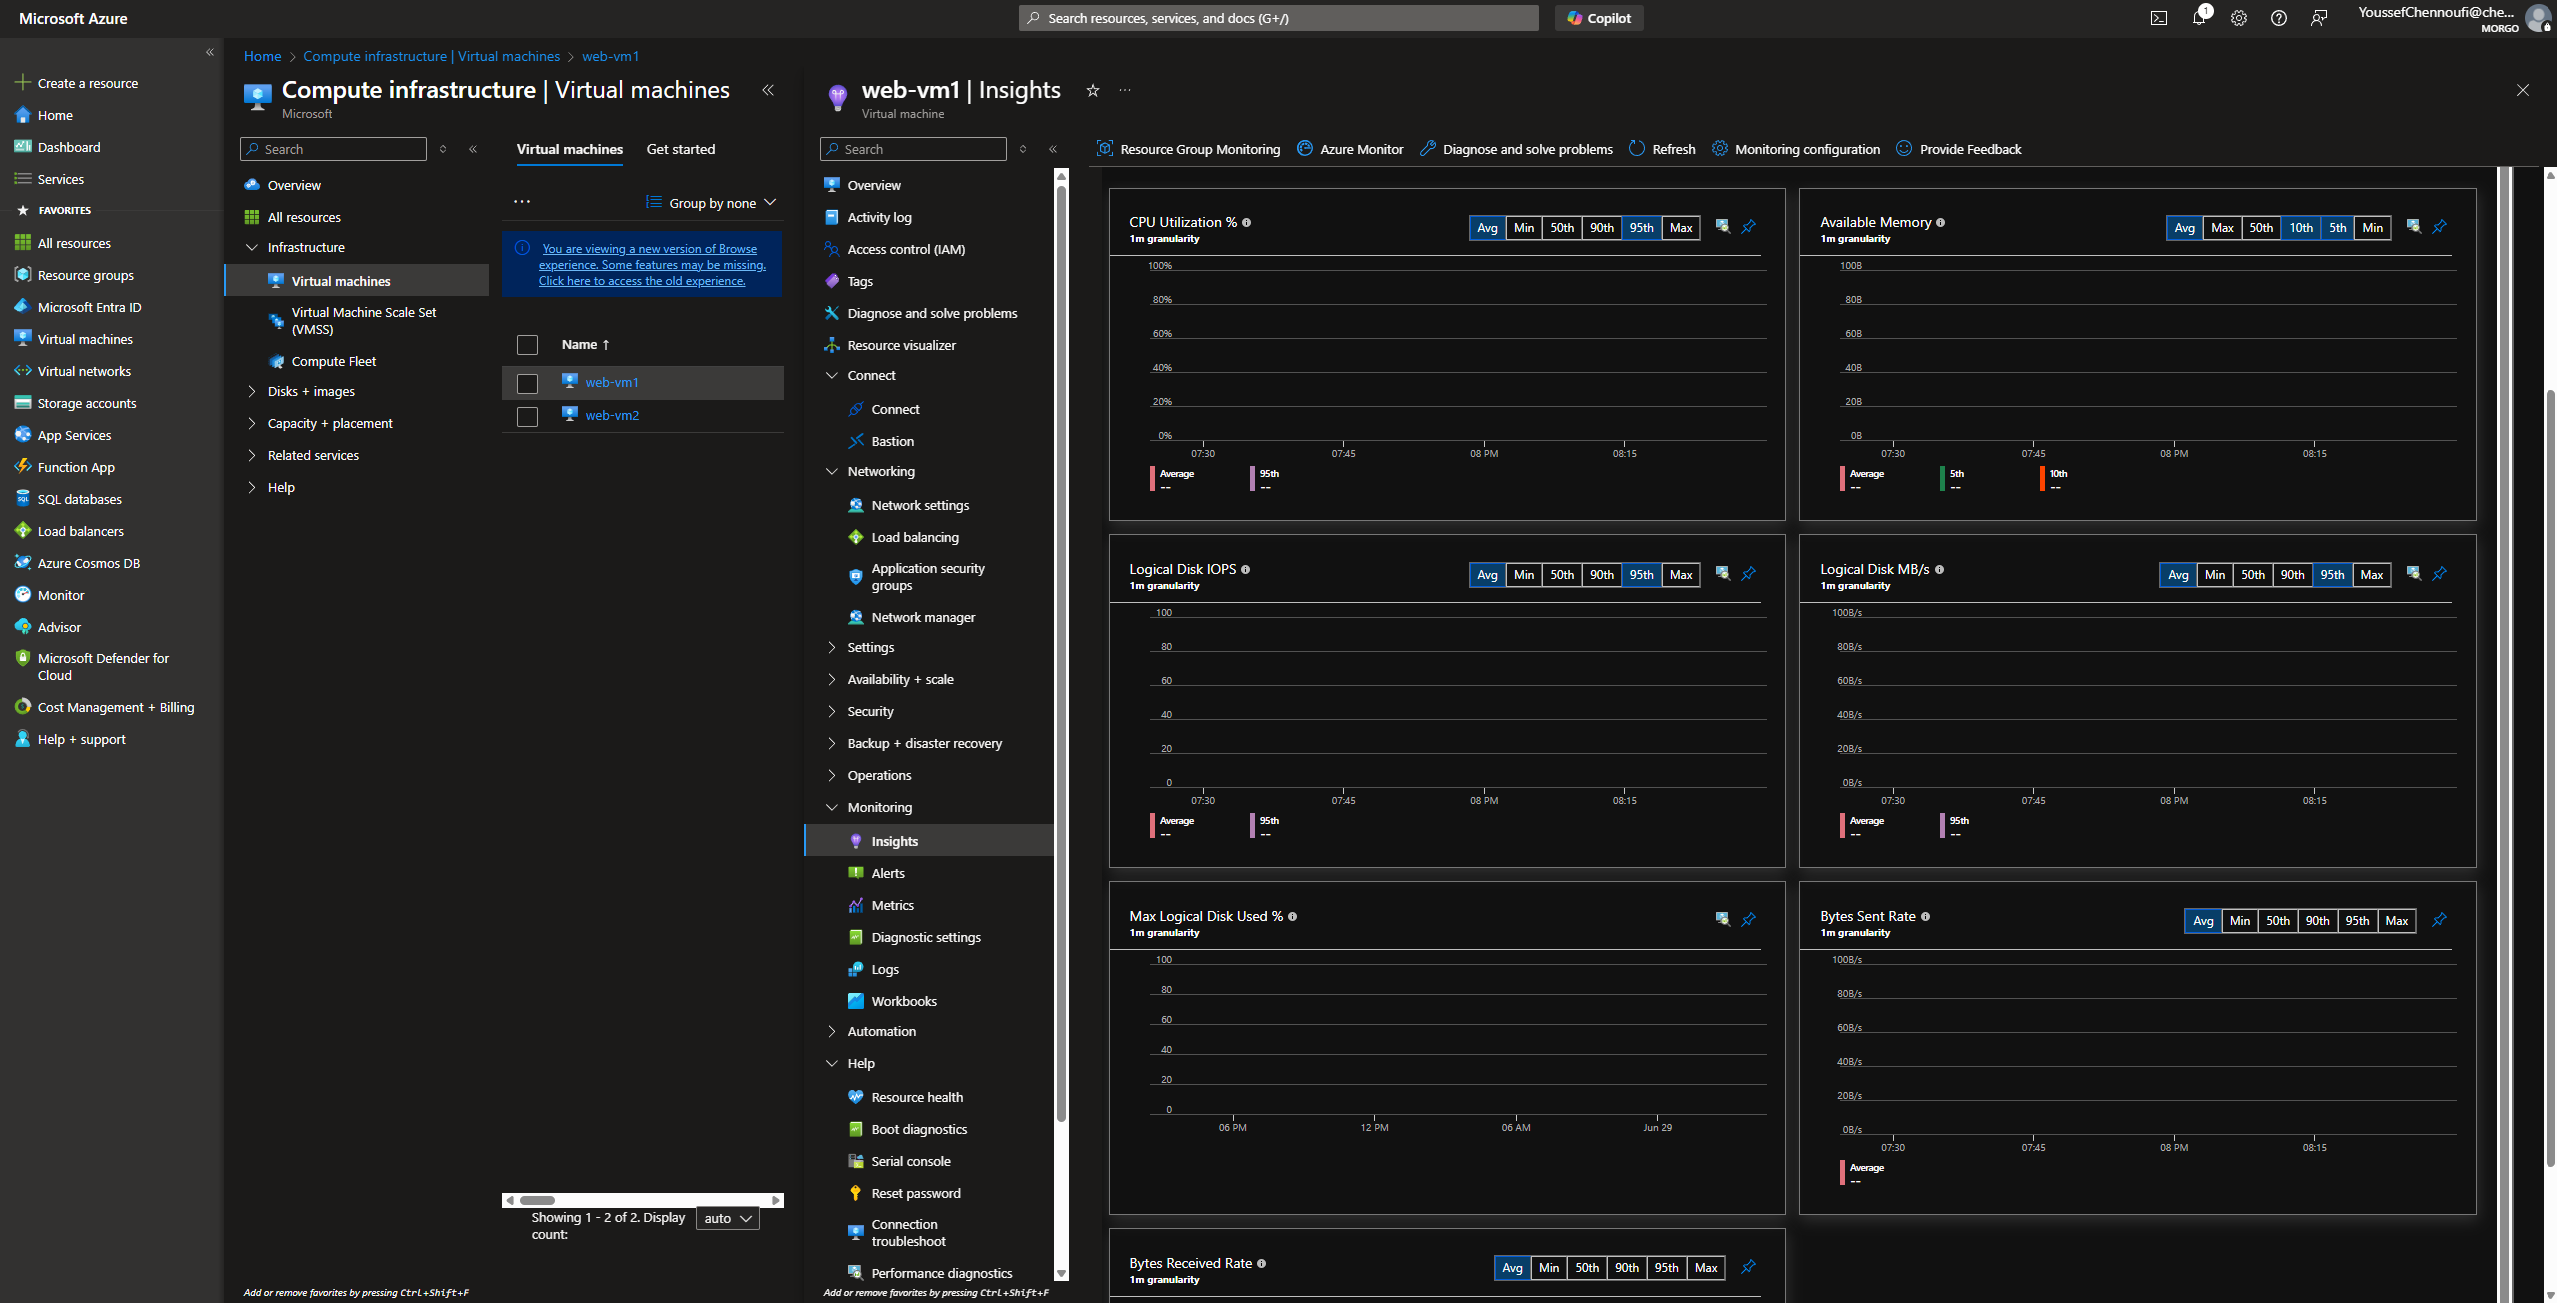 Microsoft Azure
Search resources, services, and docs (G+/)
Copilot
1
YoussefChennoufi@che...
MORGO
Create a resource
Home
Dashboard
Services
FAVORITES
All resources
Resource groups
Microsoft Entra ID
Virtual machines
Virtual networks
Storage accounts
App Services
Function App
SQL databases
Load balancers
Azure Cosmos DB
Monitor
Advisor
Microsoft Defender for
Cloud
Cost Management + Billing
Help + support
Home > Compute infrastructure | Virtual machines > web-vm1
Compute infrastructure | Virtual machines
Microsoft
Search
Overview
All resources
Infrastructure
Virtual machines
Virtual Machine Scale Set
(VMSS)
Compute Fleet
Disks + images
Capacity + placement
Related services
Help
Add or remove favorites by pressing Ctrl+Shift+F
Virtual machines
Get started
Group by none
You are viewing a new version of Browse
experience. Some features may be missing.
Click here to access the old experience.
Name ↑
web-vm1
web-vm2
Showing 1 - 2 of 2. Display
count:
auto
web-vm1 | Insights
Virtual machine
Search
Overview
Activity log
Access control (IAM)
Tags
Diagnose and solve problems
Resource visualizer
Connect
Connect
Bastion
Networking
Network settings
Load balancing
Application security
groups
Network manager
Settings
Availability + scale
Security
Backup + disaster recovery
Operations
Monitoring
Insights
Alerts
Metrics
Diagnostic settings
Logs
Workbooks
Automation
Help
Resource health
Boot diagnostics
Serial console
Reset password
Connection
troubleshoot
Performance diagnostics
Add or remove favorites by pressing Ctrl+Shift+F
Resource Group Monitoring
Azure Monitor
Diagnose and solve problems
Refresh
Monitoring configuration
Provide Feedback
CPU Utilization %
1m granularity
Avg Min 50th 90th 95th Max
100%
80%
60%
40%
20%
0%
07:30 07:45 08 PM 08:15
Average 95th
-- --
Available Memory
1m granularity
Avg Max 50th 10th 5th Min
100B
80B
60B
40B
20B
0B
07:30 07:45 08 PM 08:15
Average 5th 10th
-- -- --
Logical Disk IOPS
1m granularity
Avg Min 50th 90th 95th Max
100
80
60
40
20
0
07:30 07:45 08 PM 08:15
Average 95th
-- --
Logical Disk MB/s
1m granularity
Avg Min 50th 90th 95th Max
100B/s
80B/s
60B/s
40B/s
20B/s
0B/s
07:30 07:45 08 PM 08:15
Average 95th
-- --
Max Logical Disk Used %
1m granularity
100
80
60
40
20
0
06 PM 12 PM 06 AM Jun 29
Bytes Sent Rate
1m granularity
Avg Min 50th 90th 95th Max
100B/s
80B/s
60B/s
40B/s
20B/s
0B/s
07:30 07:45 08 PM 08:15
Average
--
Bytes Received Rate
1m granularity
Avg Min 50th 90th 95th Max